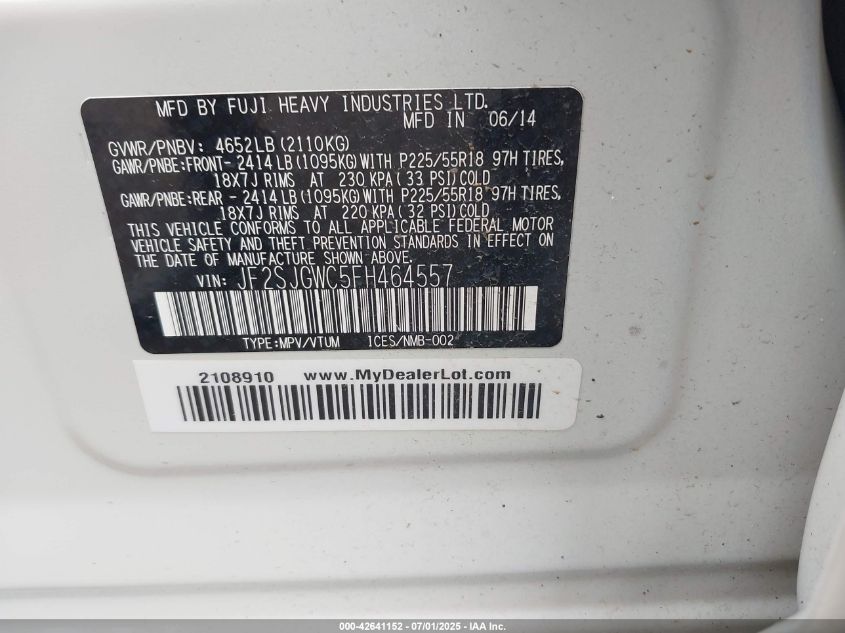 MFD BY FUJI HEAVY INDUSTRIES LTD.
MFD IN 06/14
GVWR/PNBV: 4652LB (2110KG)
GAWR/PNBE:FRONT- 2414 LB (1095KG) WITH P225/55R18 97H TIRES,
18X7J RIMS AT 230 KPA ( 33 PSI) COLD
GAWR/PNBE:REAR - 2414 LB (1095KG) WITH P225/55R18 97H TIRES,
18X7J RIMS AT 220 KPA ( 32 PSI) COLD
THIS VEHICLE CONFORMS TO ALL APPLICABLE FEDERAL MOTOR
VEHICLE SAFETY AND THEFT PREVENTION STANDARDS IN EFFECT ON
THE DATE OF MANUFACTURE SHOWN ABOVE.
VIN: JF2SJGWC5FH464557
TYPE:MPV/VTUM ICES/NMB-002
2108910 www.MyDealerLot.com
000-42641152 - 07/01/2025 - IAA Inc.